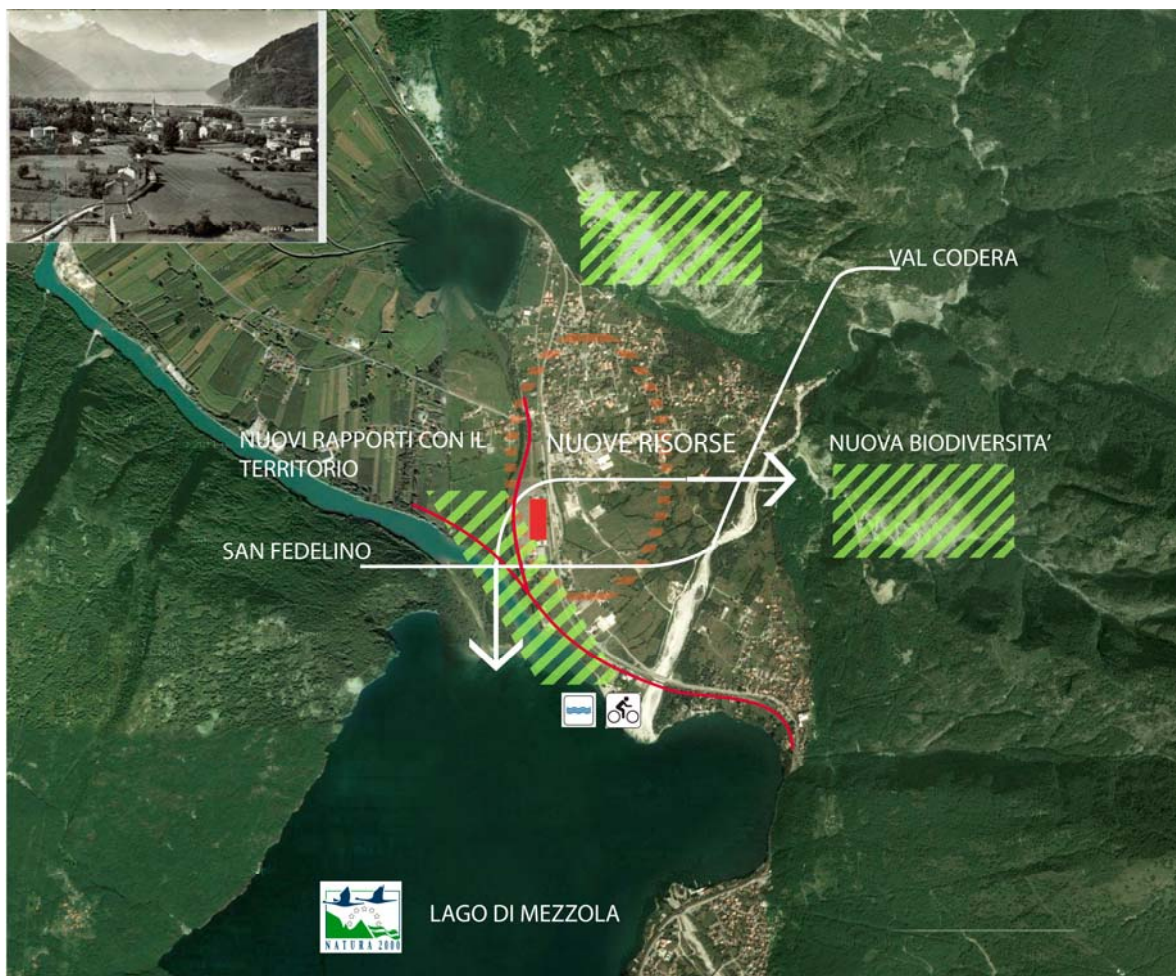 VAL CODERA
NUOVI RAPPORTI CON IL
TERRITORIO
NUOVE RISORSE
NUOVA BIODIVERSITA'
SAN FEDELINO
LAGO DI MEZZOLA
NATURA 2000